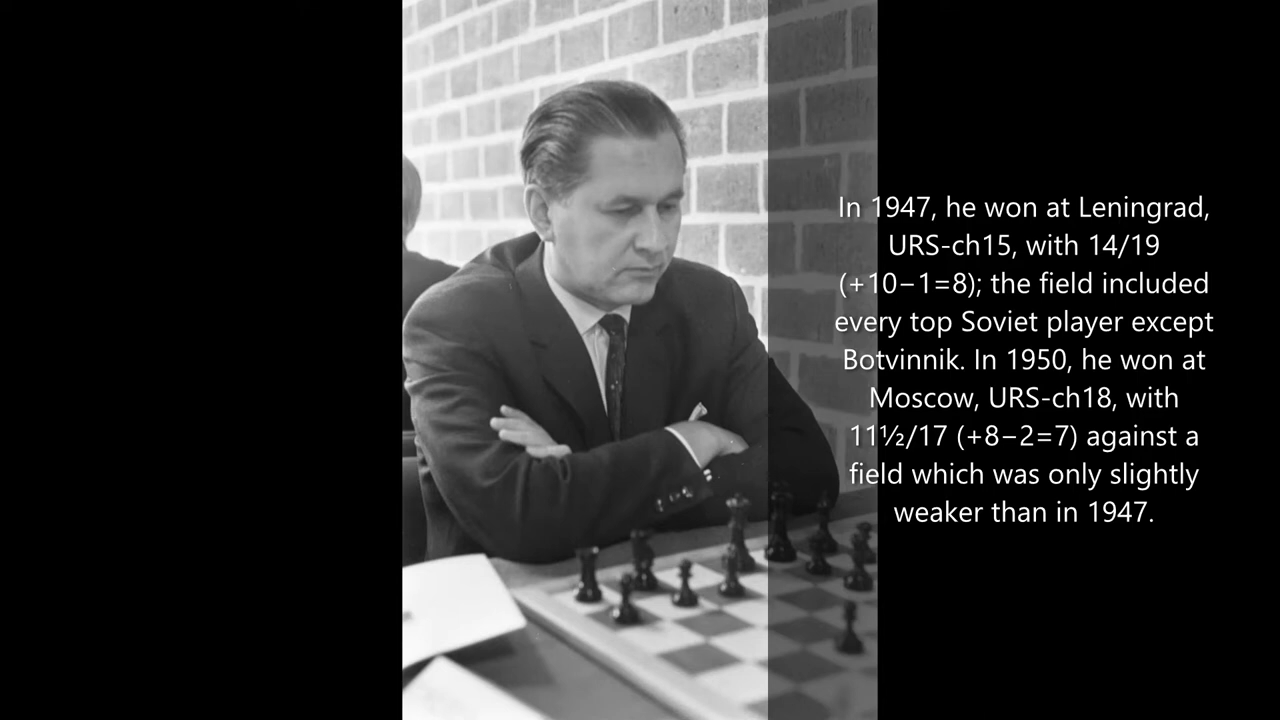 In 1947, he won at Leningrad,
URS-ch15, with 14/19
(+10−1=8); the field included
every top Soviet player except
Botvinnik. In 1950, he won at
Moscow, URS-ch18, with
11½/17 (+8−2=7) against a
field which was only slightly
weaker than in 1947.